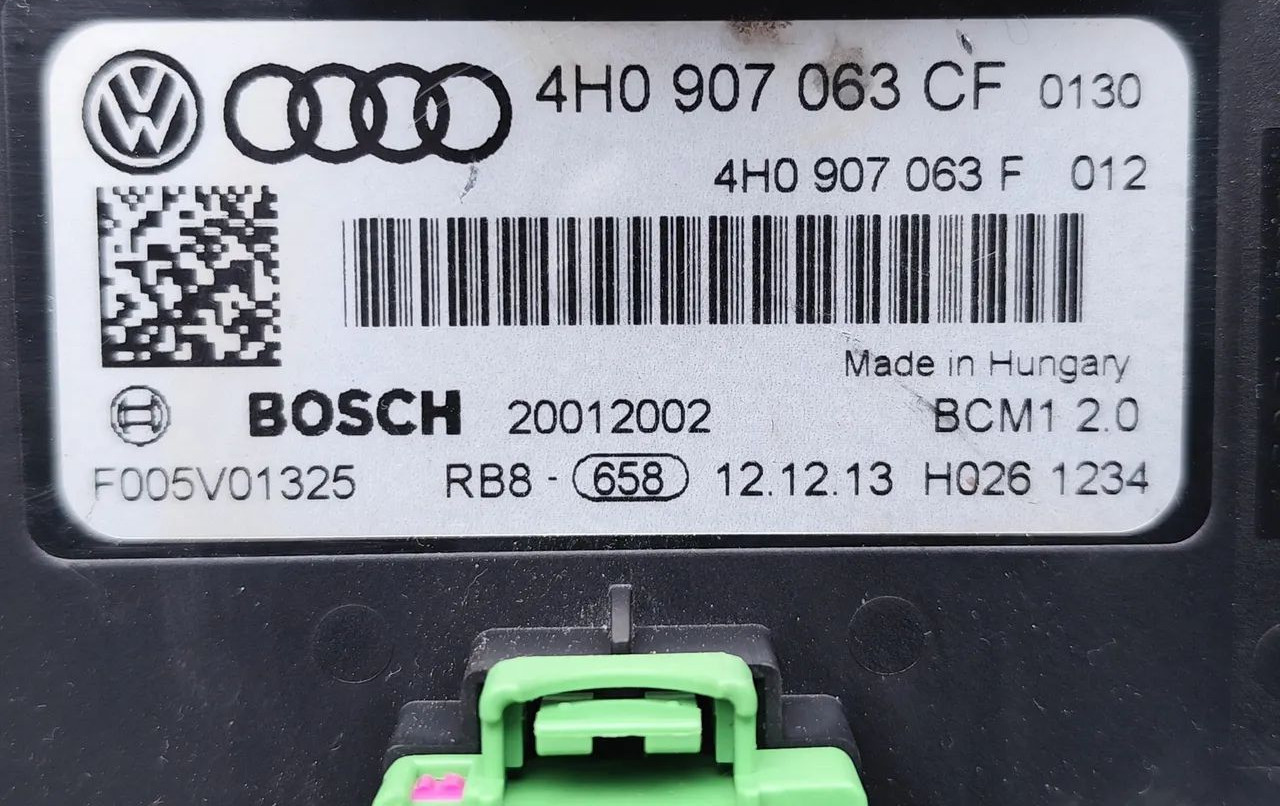 4H0 907 063 CF 0130
4H0 907 063 F 012
Made in Hungary
BOSCH 20012002 BCM1 2.0
F005V01325 RB8 - 658 12.12.13 H026 1234